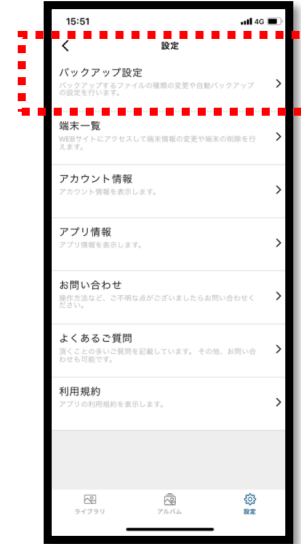 15:51
4G
設定
バックアップ設定
バックアップするファイルの種類の変更や自動バックアップ
の設定を行います。
端末一覧
WEBサイトにアクセスして端末情報の変更や端末の削除を行
えます。
アカウント情報
アカウント情報を表示します。
アプリ情報
アプリ情報を表示します。
お問い合わせ
操作方法など、ご不明な点がございましたらお問い合わせく
ださい。
よくあるご質問
頂くことの多いご質問を記載しています。 その他、お問い合
わせも可能です。
利用規約
アプリの利用規約を表示します。
ライブラリ
アルバム
設定